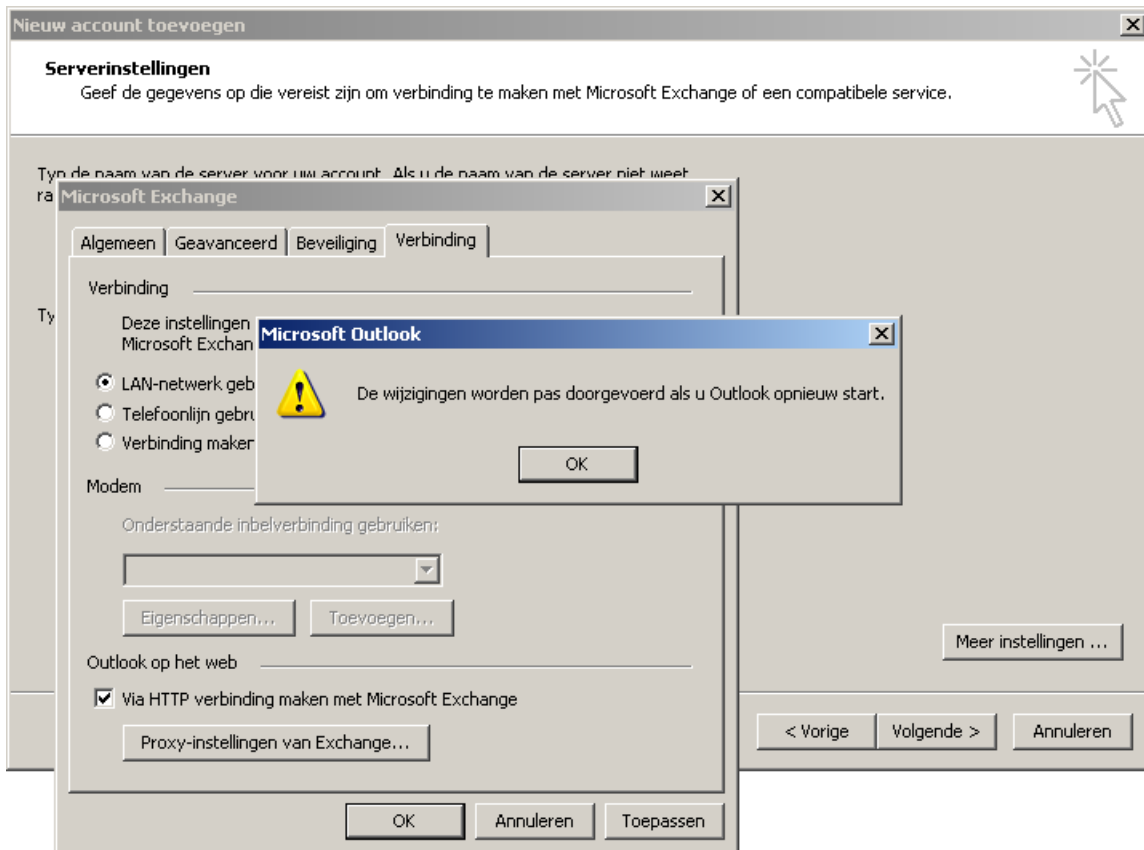 Nieuw account toevoegen
Serverinstellingen
Geef de gegevens op die vereist zijn om verbinding te maken met Microsoft Exchange of een compatibele service.
Typ de naam van de server voor uw account. Als u de naam van de server niet weet
ra
Microsoft Exchange
Algemeen
Geavanceerd
Beveiliging
Verbinding
Verbinding
Ty
Deze instellingen
Microsoft Exchan
Microsoft Outlook
De wijzigingen worden pas doorgevoerd als u Outlook opnieuw start.
OK
LAN-netwerk geb
Telefoonlijn gebru
Verbinding maken
Modem
Onderstaande inbelverbinding gebruiken:
Eigenschappen...
Toevoegen...
Meer instellingen ...
Outlook op het web
Via HTTP verbinding maken met Microsoft Exchange
Proxy-instellingen van Exchange...
< Vorige
Volgende >
Annuleren
OK
Annuleren
Toepassen